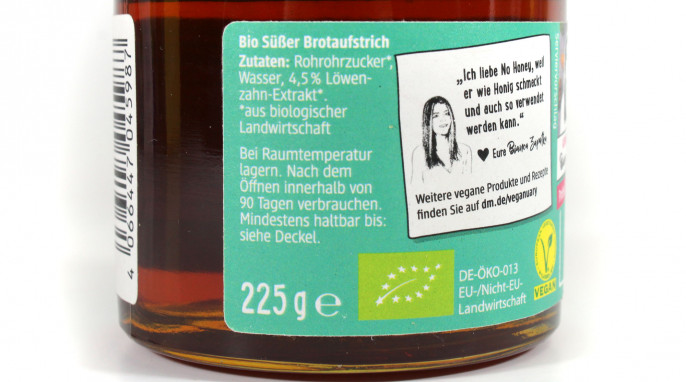 Bio Süßer Brotaufstrich
Zutaten: Rohrohrzucker*,
Wasser, 4,5% Löwen-
zahn-Extrakt*.
*aus biologischer
Landwirtschaft
Bei Raumtemperatur
lagern. Nach dem
Öffnen innerhalb von
90 Tagen verbrauchen.
Mindestens haltbar bis:
siehe Deckel.
225 g e
„Ich liebe No Honey, weil
er wie Honig schmeckt
und auch so verwendet
werden kann.“
Eure Bianca Zapatka
Weitere vegane Produkte und Rezepte
finden Sie auf dm.de/veganuary
DE-ÖKO-013
EU-/Nicht-EU-
Landwirtschaft
VEGAN
4 066447 045987